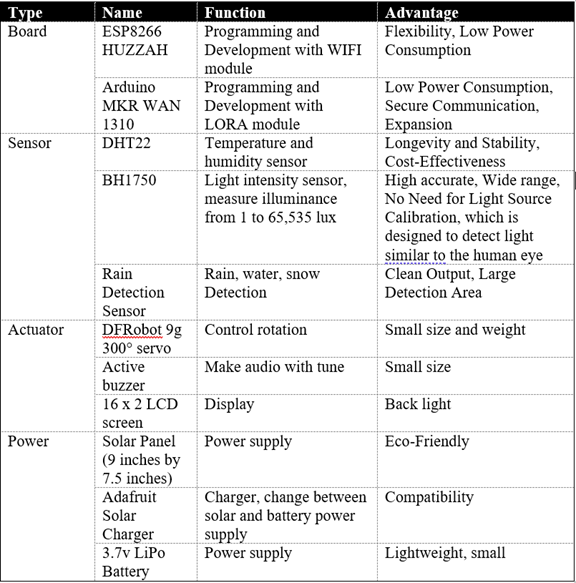 Type Name Function Advantage
Board ESP8266 Programming and Flexibility, Low Power
HUZZAH Development with WIFI Consumption
module
Arduino Programming and Low Power Consumption,
MKR WAN Development with Secure Communication,
1310 LORA module Expansion
Sensor DHT22 Temperature and Longevity and Stability,
humidity sensor Cost-Effectiveness
BH1750 Light intensity sensor, High accurate, Wide range,
measure illuminance No Need for Light Source
from 1 to 65,535 lux Calibration, which is
designed to detect light
similar to the human eye
Rain Rain, water, snow Clean Output, Large
Detection Detection Detection Area
Sensor
Actuator DFRobot 9g Control rotation Small size and weight
300° servo
Active Make audio with tune Small size
buzzer
16 x 2 LCD Display Back light
screen
Power Solar Panel Power supply Eco-Friendly
(9 inches by
7.5 inches)
Adafruit Charger, change between Compatibility
Solar solar and battery power
Charger supply
3.7v LiPo Power supply Lightweight, small
Battery